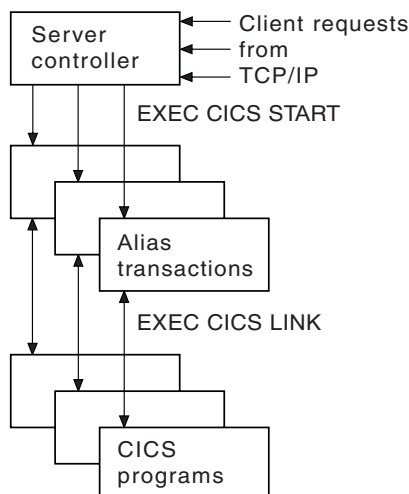 Server
controller
Client requests
from
TCP/IP
EXEC CICS START
Alias
transactions
EXEC CICS LINK
CICS
programs